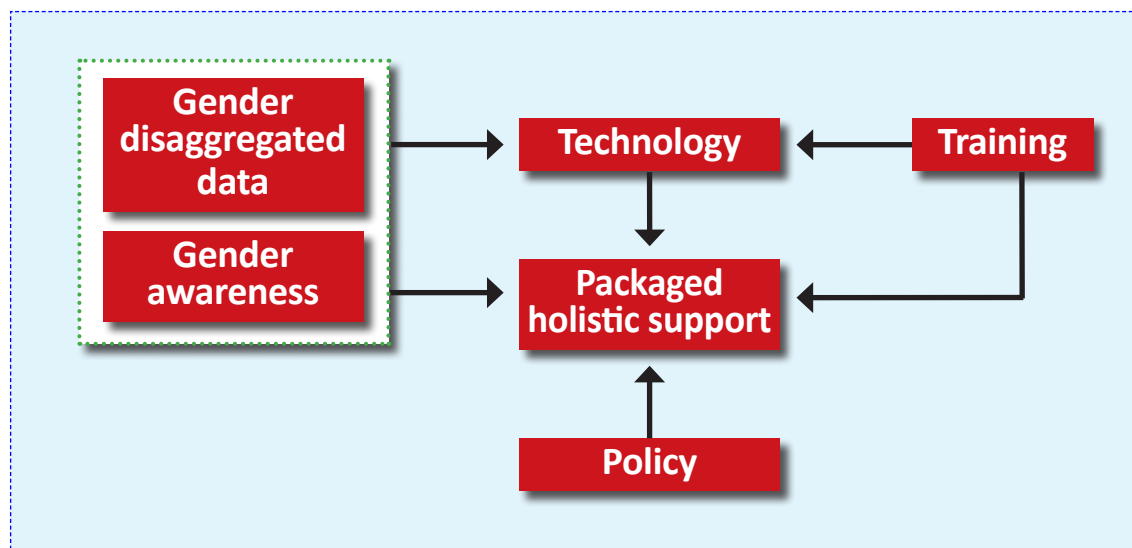 Gender
disaggregated
data
Gender
awareness
Technology
Training
Packaged
holistic support
Policy